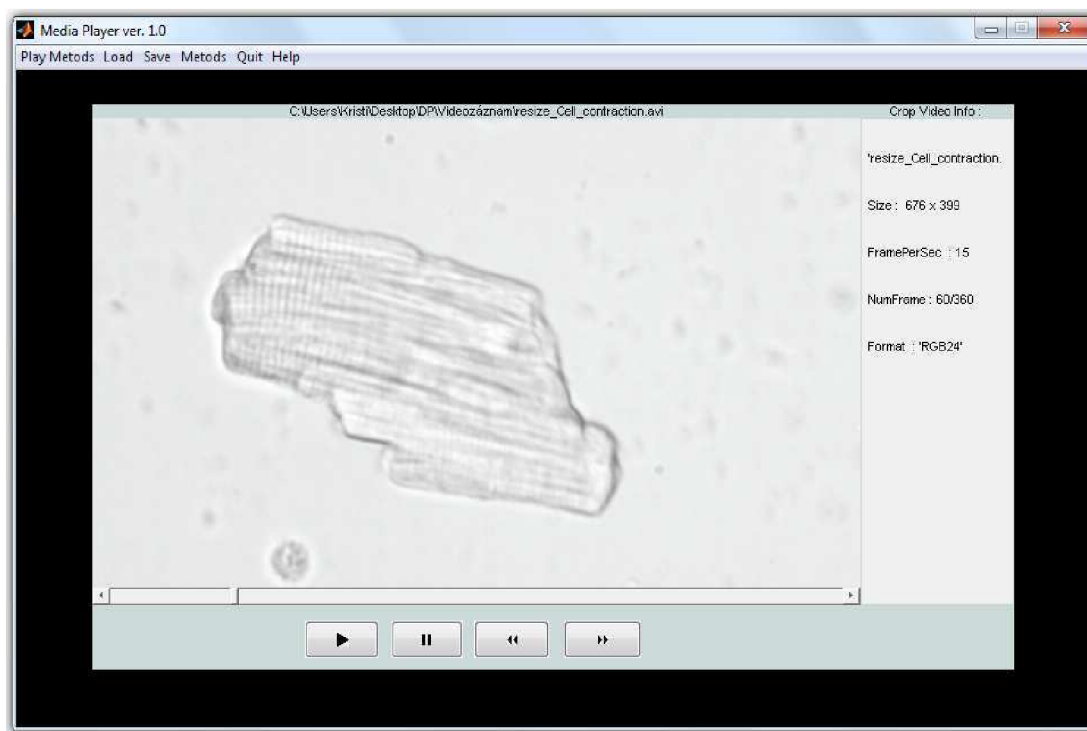 Media Player ver. 1.0
Play Metods Load Save Metods Quit Help
C:\Users\Kristi\Desktop\DP\Videozáznam\resize_Cell_contraction.avi
Crop Video Info :
'resize_Cell_contraction.
Size : 676 x 399
FramePerSec : 15
NumFrame : 60/360
Format : 'RGB24'